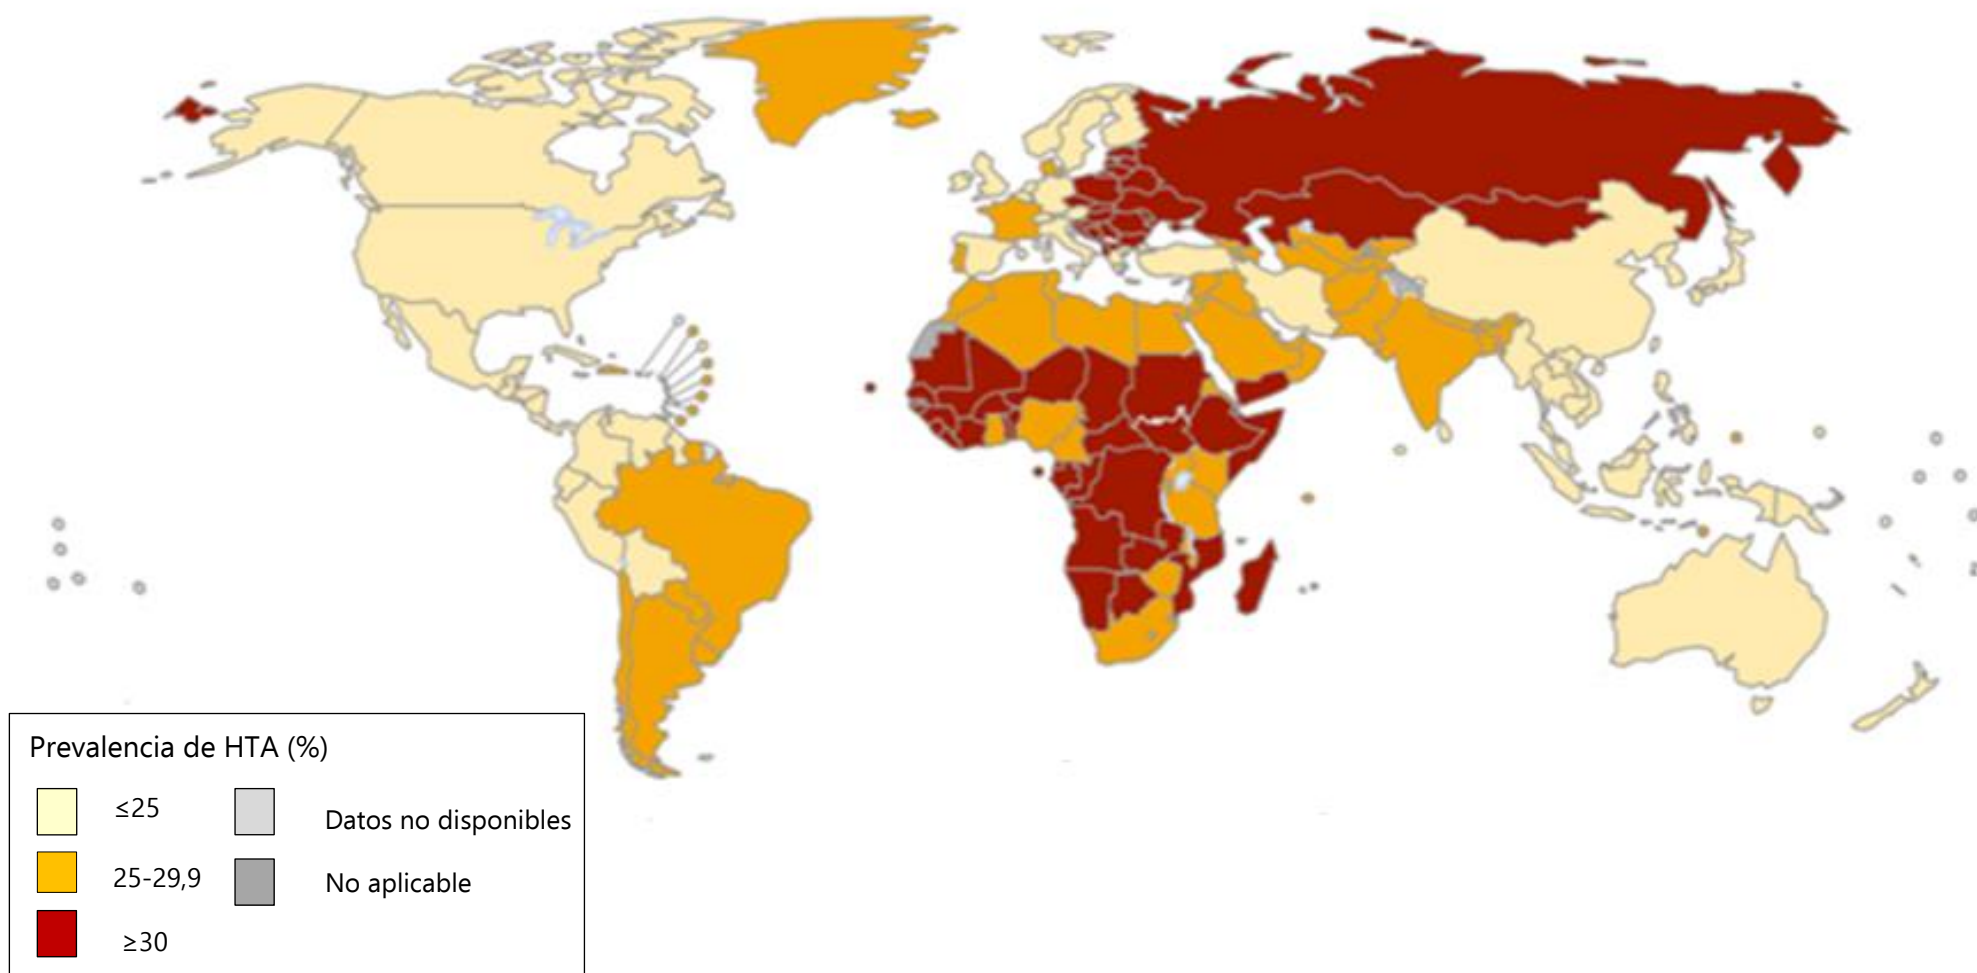 Prevalencia de HTA (%)
≤25
Datos no disponibles
25-29,9
No aplicable
≥30